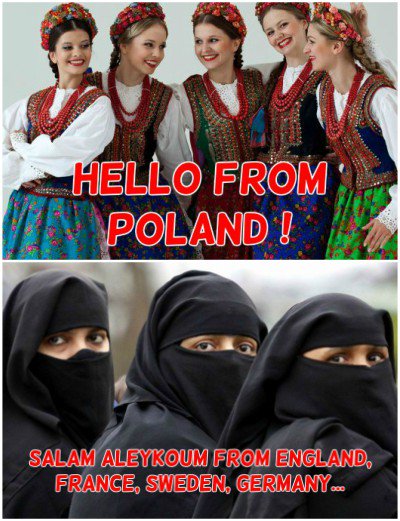 HELLO FROM
POLAND !
SALAM ALEYKOUM FROM ENGLAND,
FRANCE, SWEDEN, GERMANY...